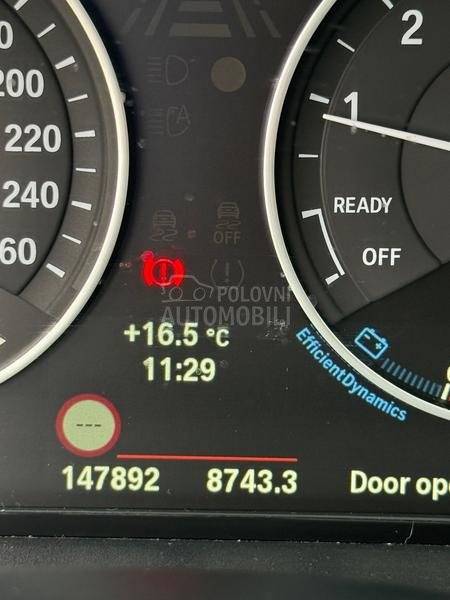 2
1
200
220
240
260
A
READY
OFF
OFF
POLOVNI
AUTOMOBILI
+16.5 °C
11:29
EfficientDynamics
---
147892
8743.3
Door ope